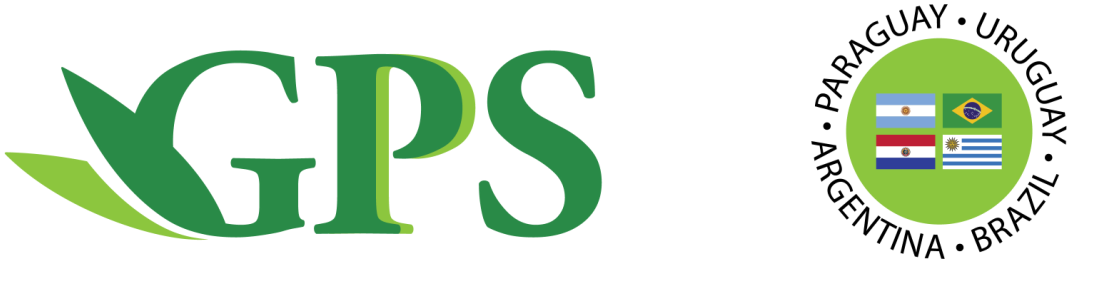 GPS
PARAGUAY • URUGUAY • BRAZIL • ARGENTINA •